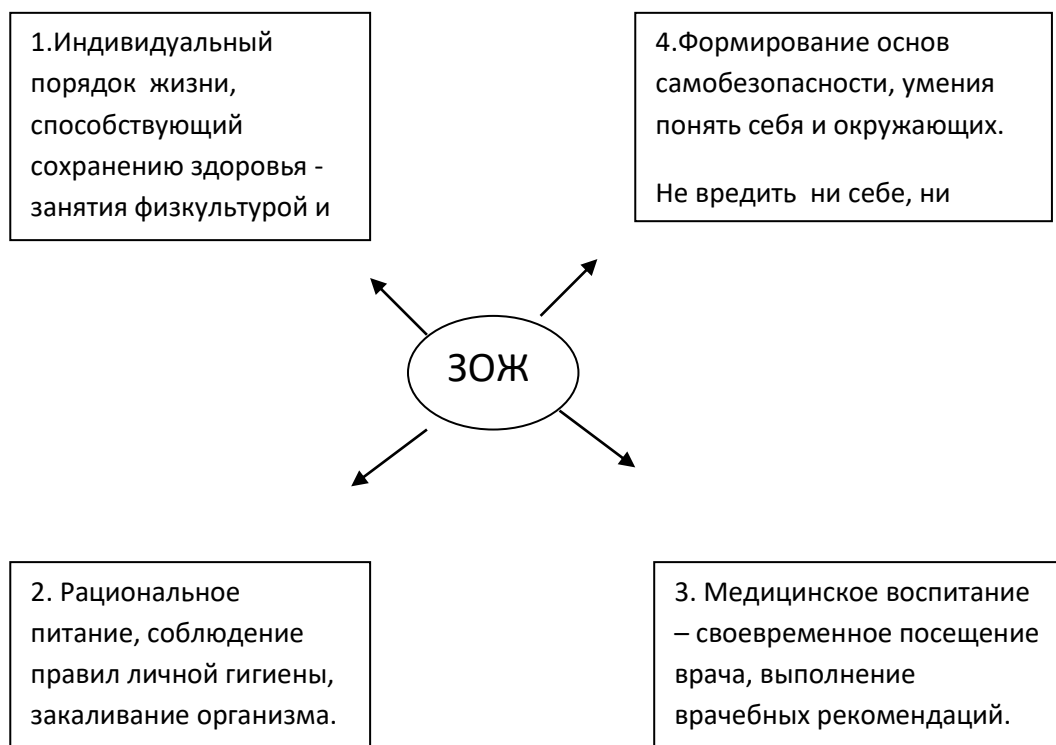 1.Индивидуальный
порядок  жизни,
способствующий
сохранению здоровья -
занятия физкультурой и
4.Формирование основ
самобезопасности, умения
понять себя и окружающих.
Не вредить  ни себе, ни
ЗОЖ
2. Рациональное
питание, соблюдение
правил личной гигиены,
закаливание организма.
3. Медицинское воспитание
– своевременное посещение
врача, выполнение
врачебных рекомендаций.